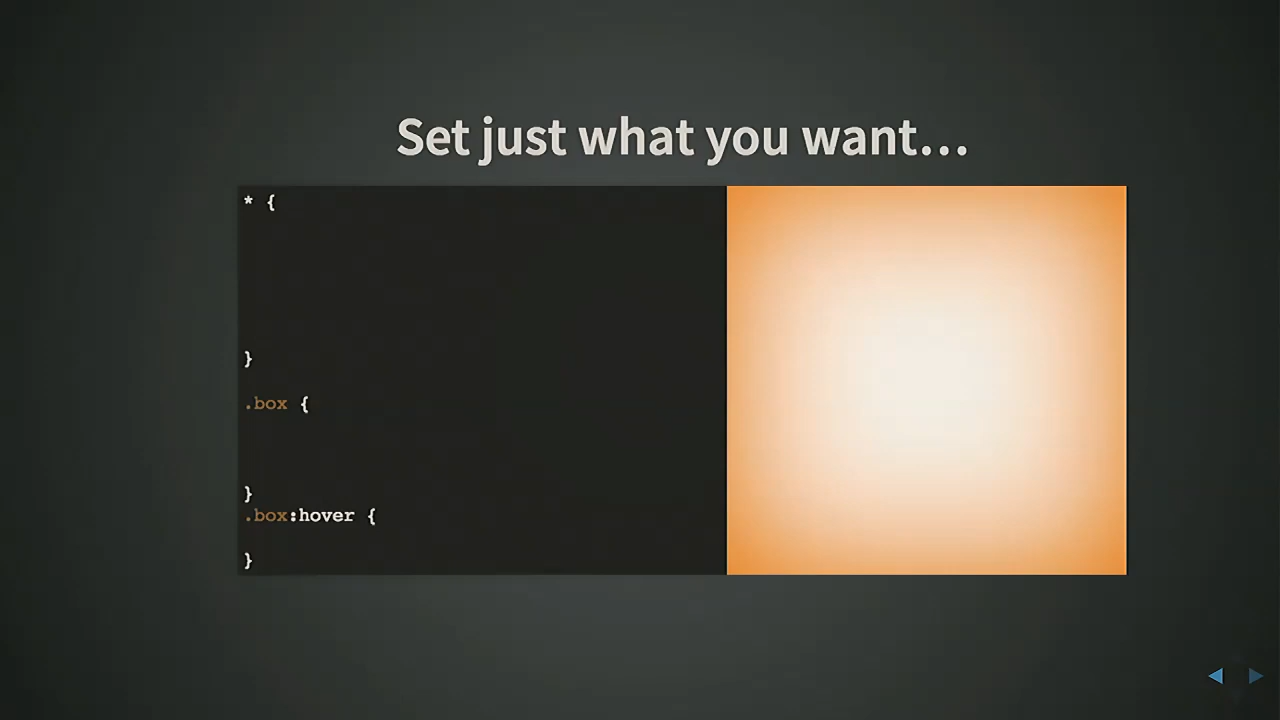 Set just what you want...
* {
}
.box {
}
.box:hover {
}